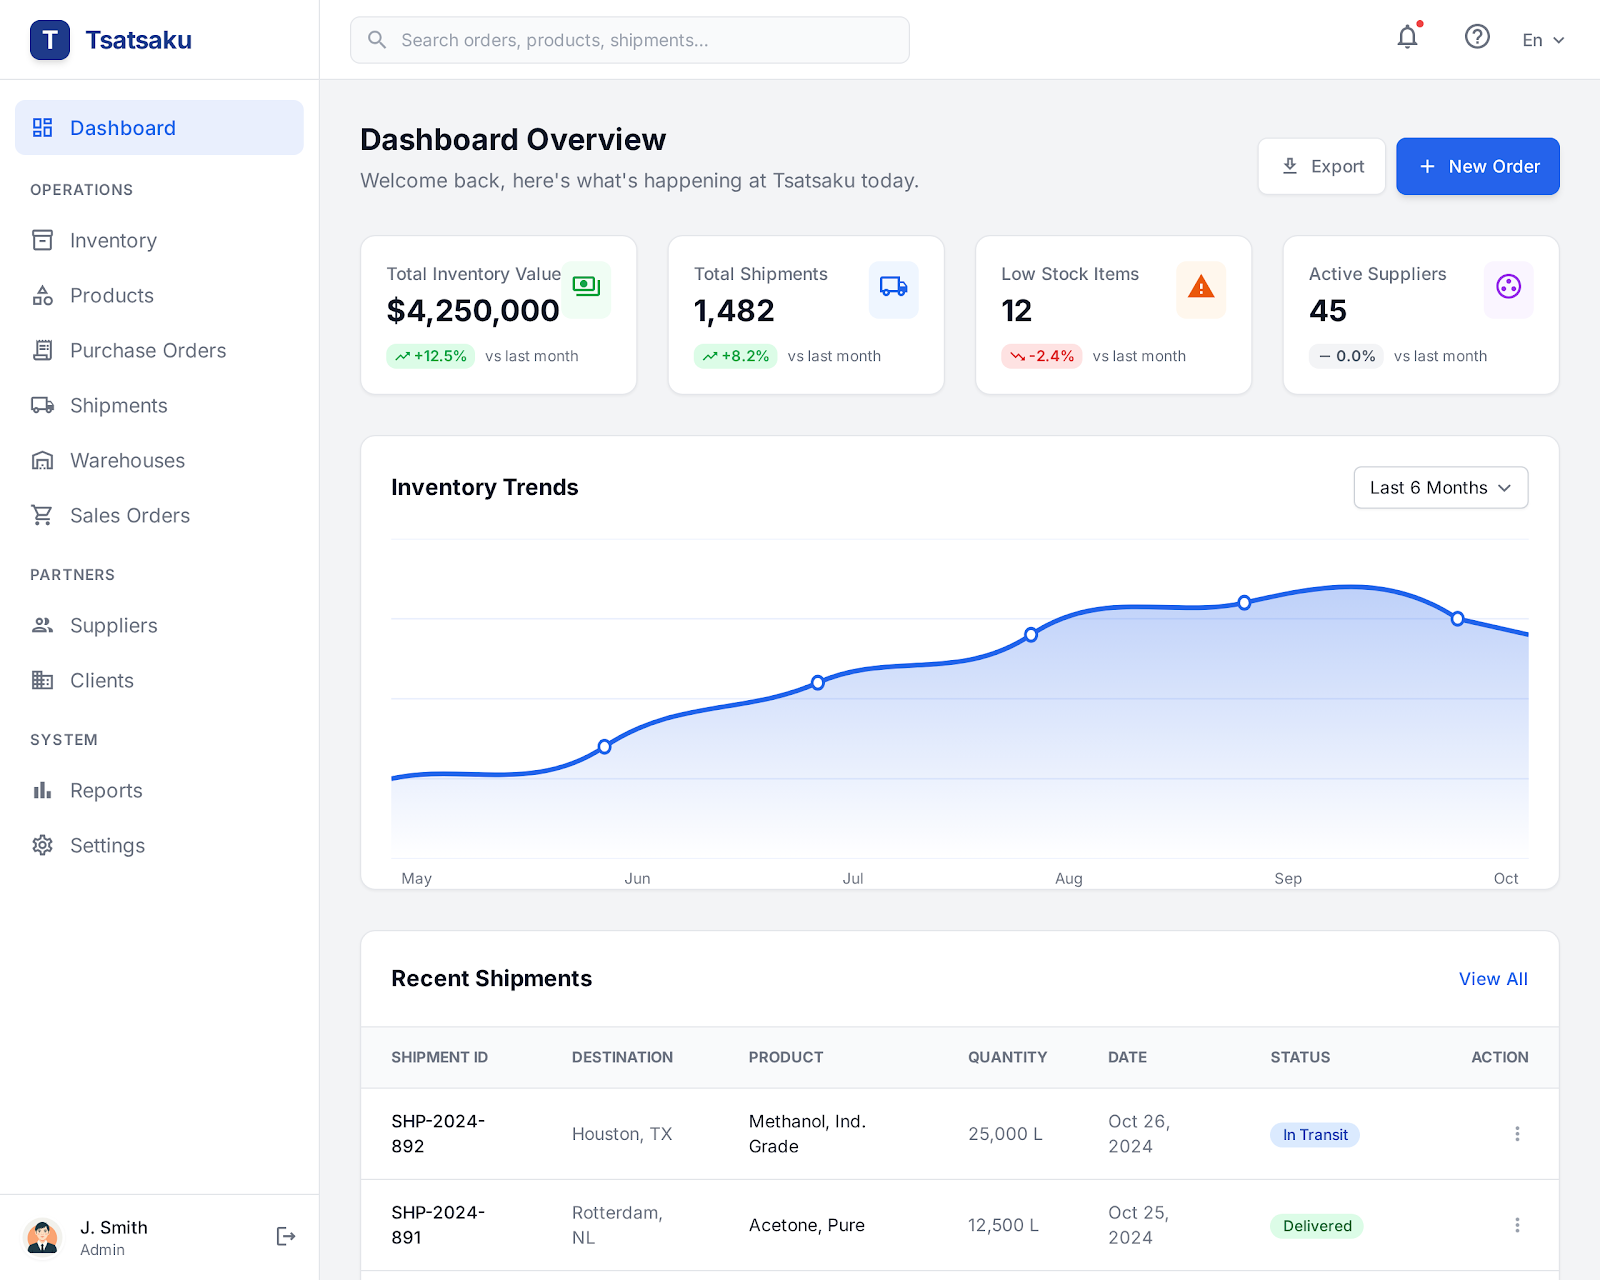 T
Tsatsaku
Search orders, products, shipments...
En
Dashboard
OPERATIONS
Inventory
Products
Purchase Orders
Shipments
Warehouses
Sales Orders
PARTNERS
Suppliers
Clients
SYSTEM
Reports
Settings
J. Smith
Admin
Dashboard Overview
Welcome back, here's what's happening at Tsatsaku today.
Export
New Order
Total Inventory Value
$4,250,000
+12.5% vs last month
Total Shipments
1,482
+8.2% vs last month
Low Stock Items
12
-2.4% vs last month
Active Suppliers
45
0.0% vs last month
Inventory Trends
Last 6 Months
May Jun Jul Aug Sep Oct
Recent Shipments
View All
SHIPMENT ID DESTINATION PRODUCT QUANTITY DATE STATUS ACTION
SHP-2024-
892
Houston, TX
Methanol, Ind.
Grade
25,000 L
Oct 26,
2024
In Transit
SHP-2024-
891
Rotterdam,
NL
Acetone, Pure
12,500 L
Oct 25,
2024
Delivered